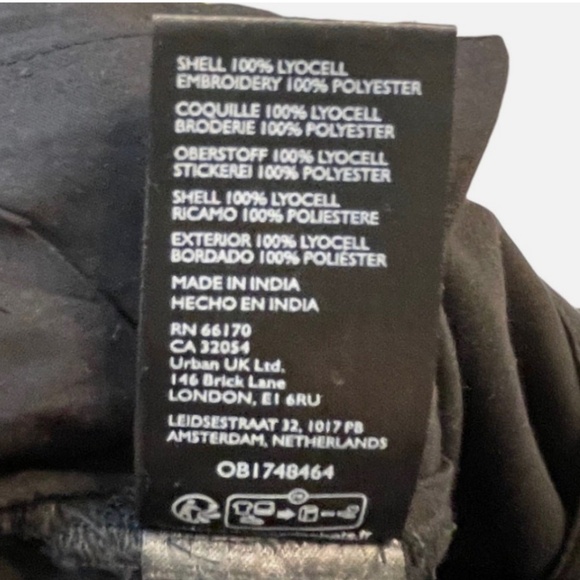 SHELL 100% LYOCELL
EMBROIDERY 100% POLYESTER
COQUILLE 100% LYOCELL
BRODERIE 100% POLYESTER
OBERSTOFF 100% LYOCELL
STICKEREI 100% POLYESTER
SHELL 100% LYOCELL
RICAMO 100% POLIESTERE
EXTERIOR 100% LYOCELL
BORDADO 100% POLIÉSTER
MADE IN INDIA
HECHO EN INDIA
RN 66170
CA 32054
Urban UK Ltd.
146 Brick Lane
LONDON, E1 6RU
LEIDSESTRAAT 32, 1017 PB
AMSTERDAM, NETHERLANDS
OB1748464